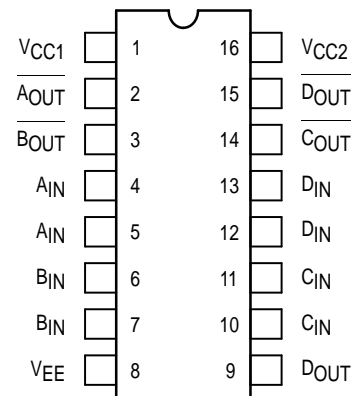 VCC1 1 16 VCC2
AOUT 2 15 DOUT
BOUT 3 14 COUT
AIN 4 13 DIN
AIN 5 12 DIN
BIN 6 11 CIN
BIN 7 10 CIN
VEE 8 9 DOUT